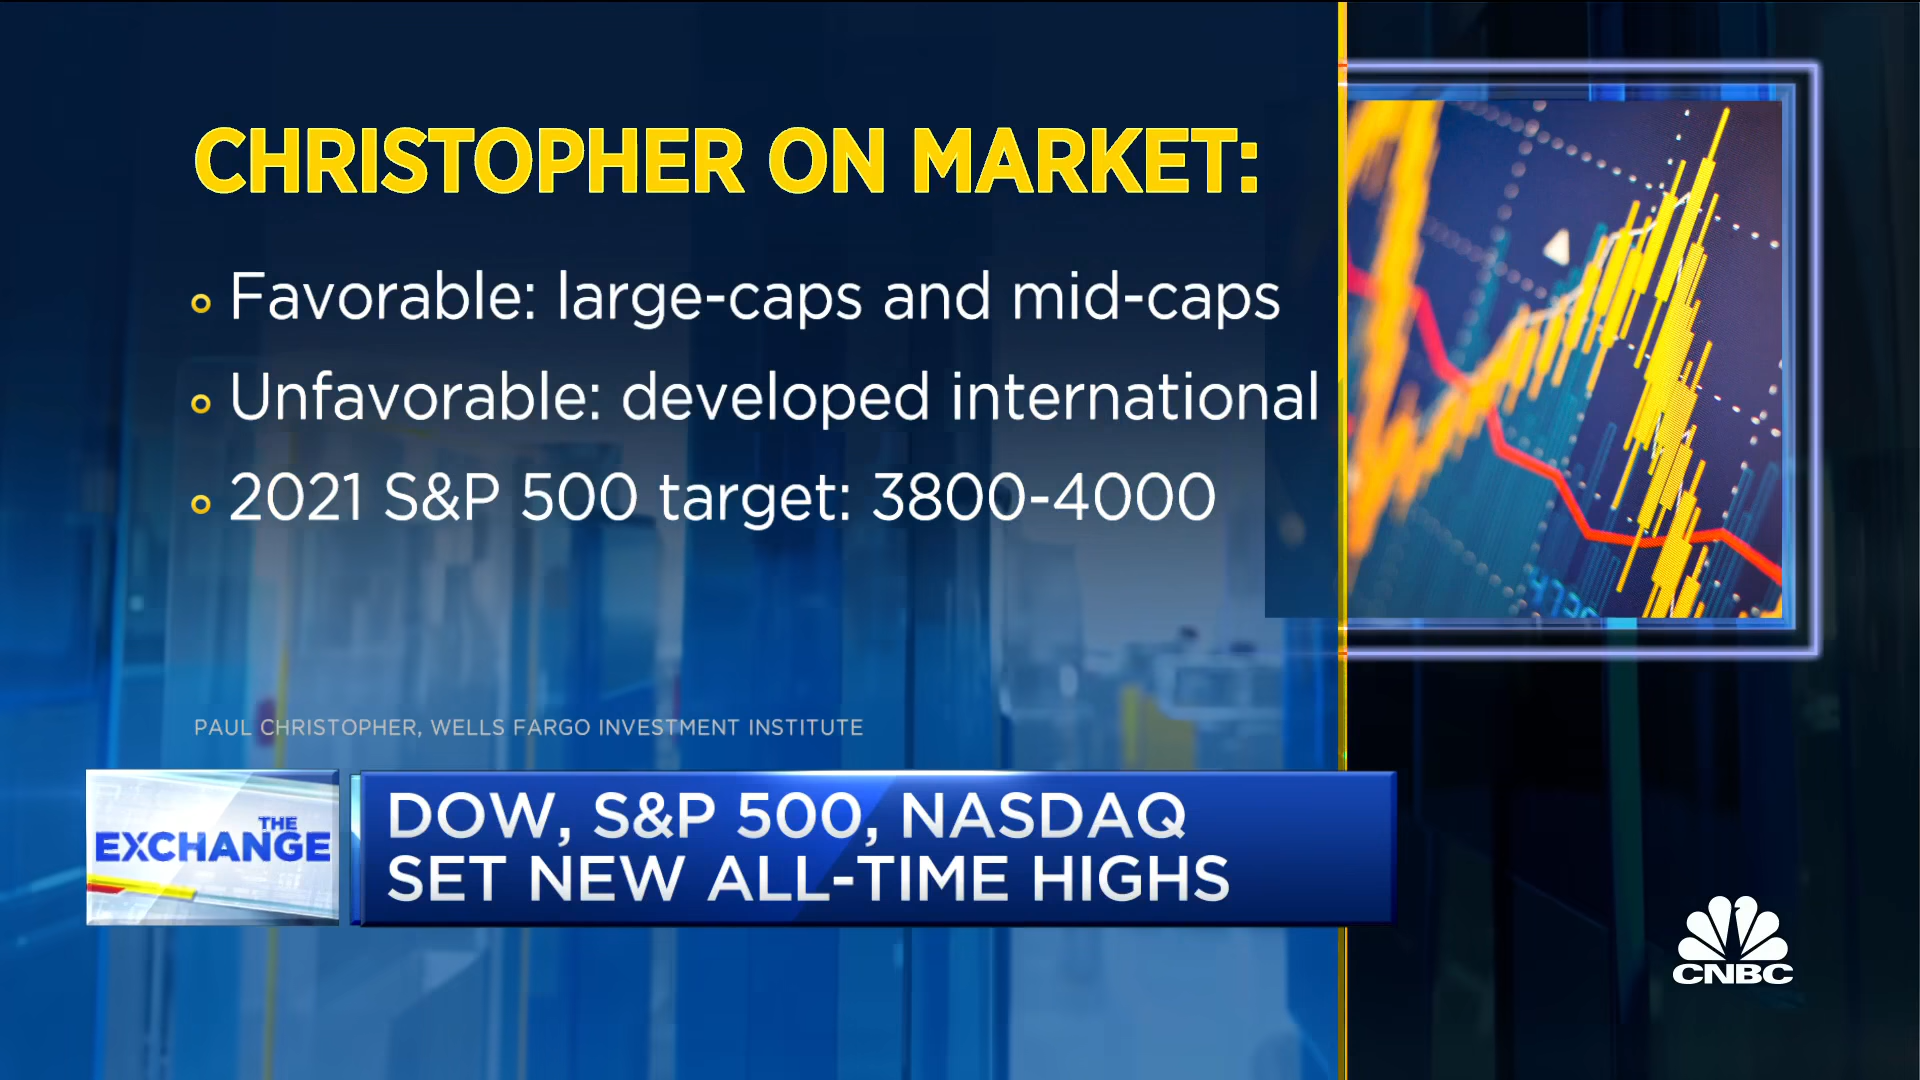 CHRISTOPHER ON MARKET:
Favorable: large-caps and mid-caps
Unfavorable: developed international
2021 S&P 500 target: 3800-4000
PAUL CHRISTOPHER, WELLS FARGO INVESTMENT INSTITUTE
THE
EXCHANGE
DOW, S&P 500, NASDAQ
SET NEW ALL-TIME HIGHS
CNBC